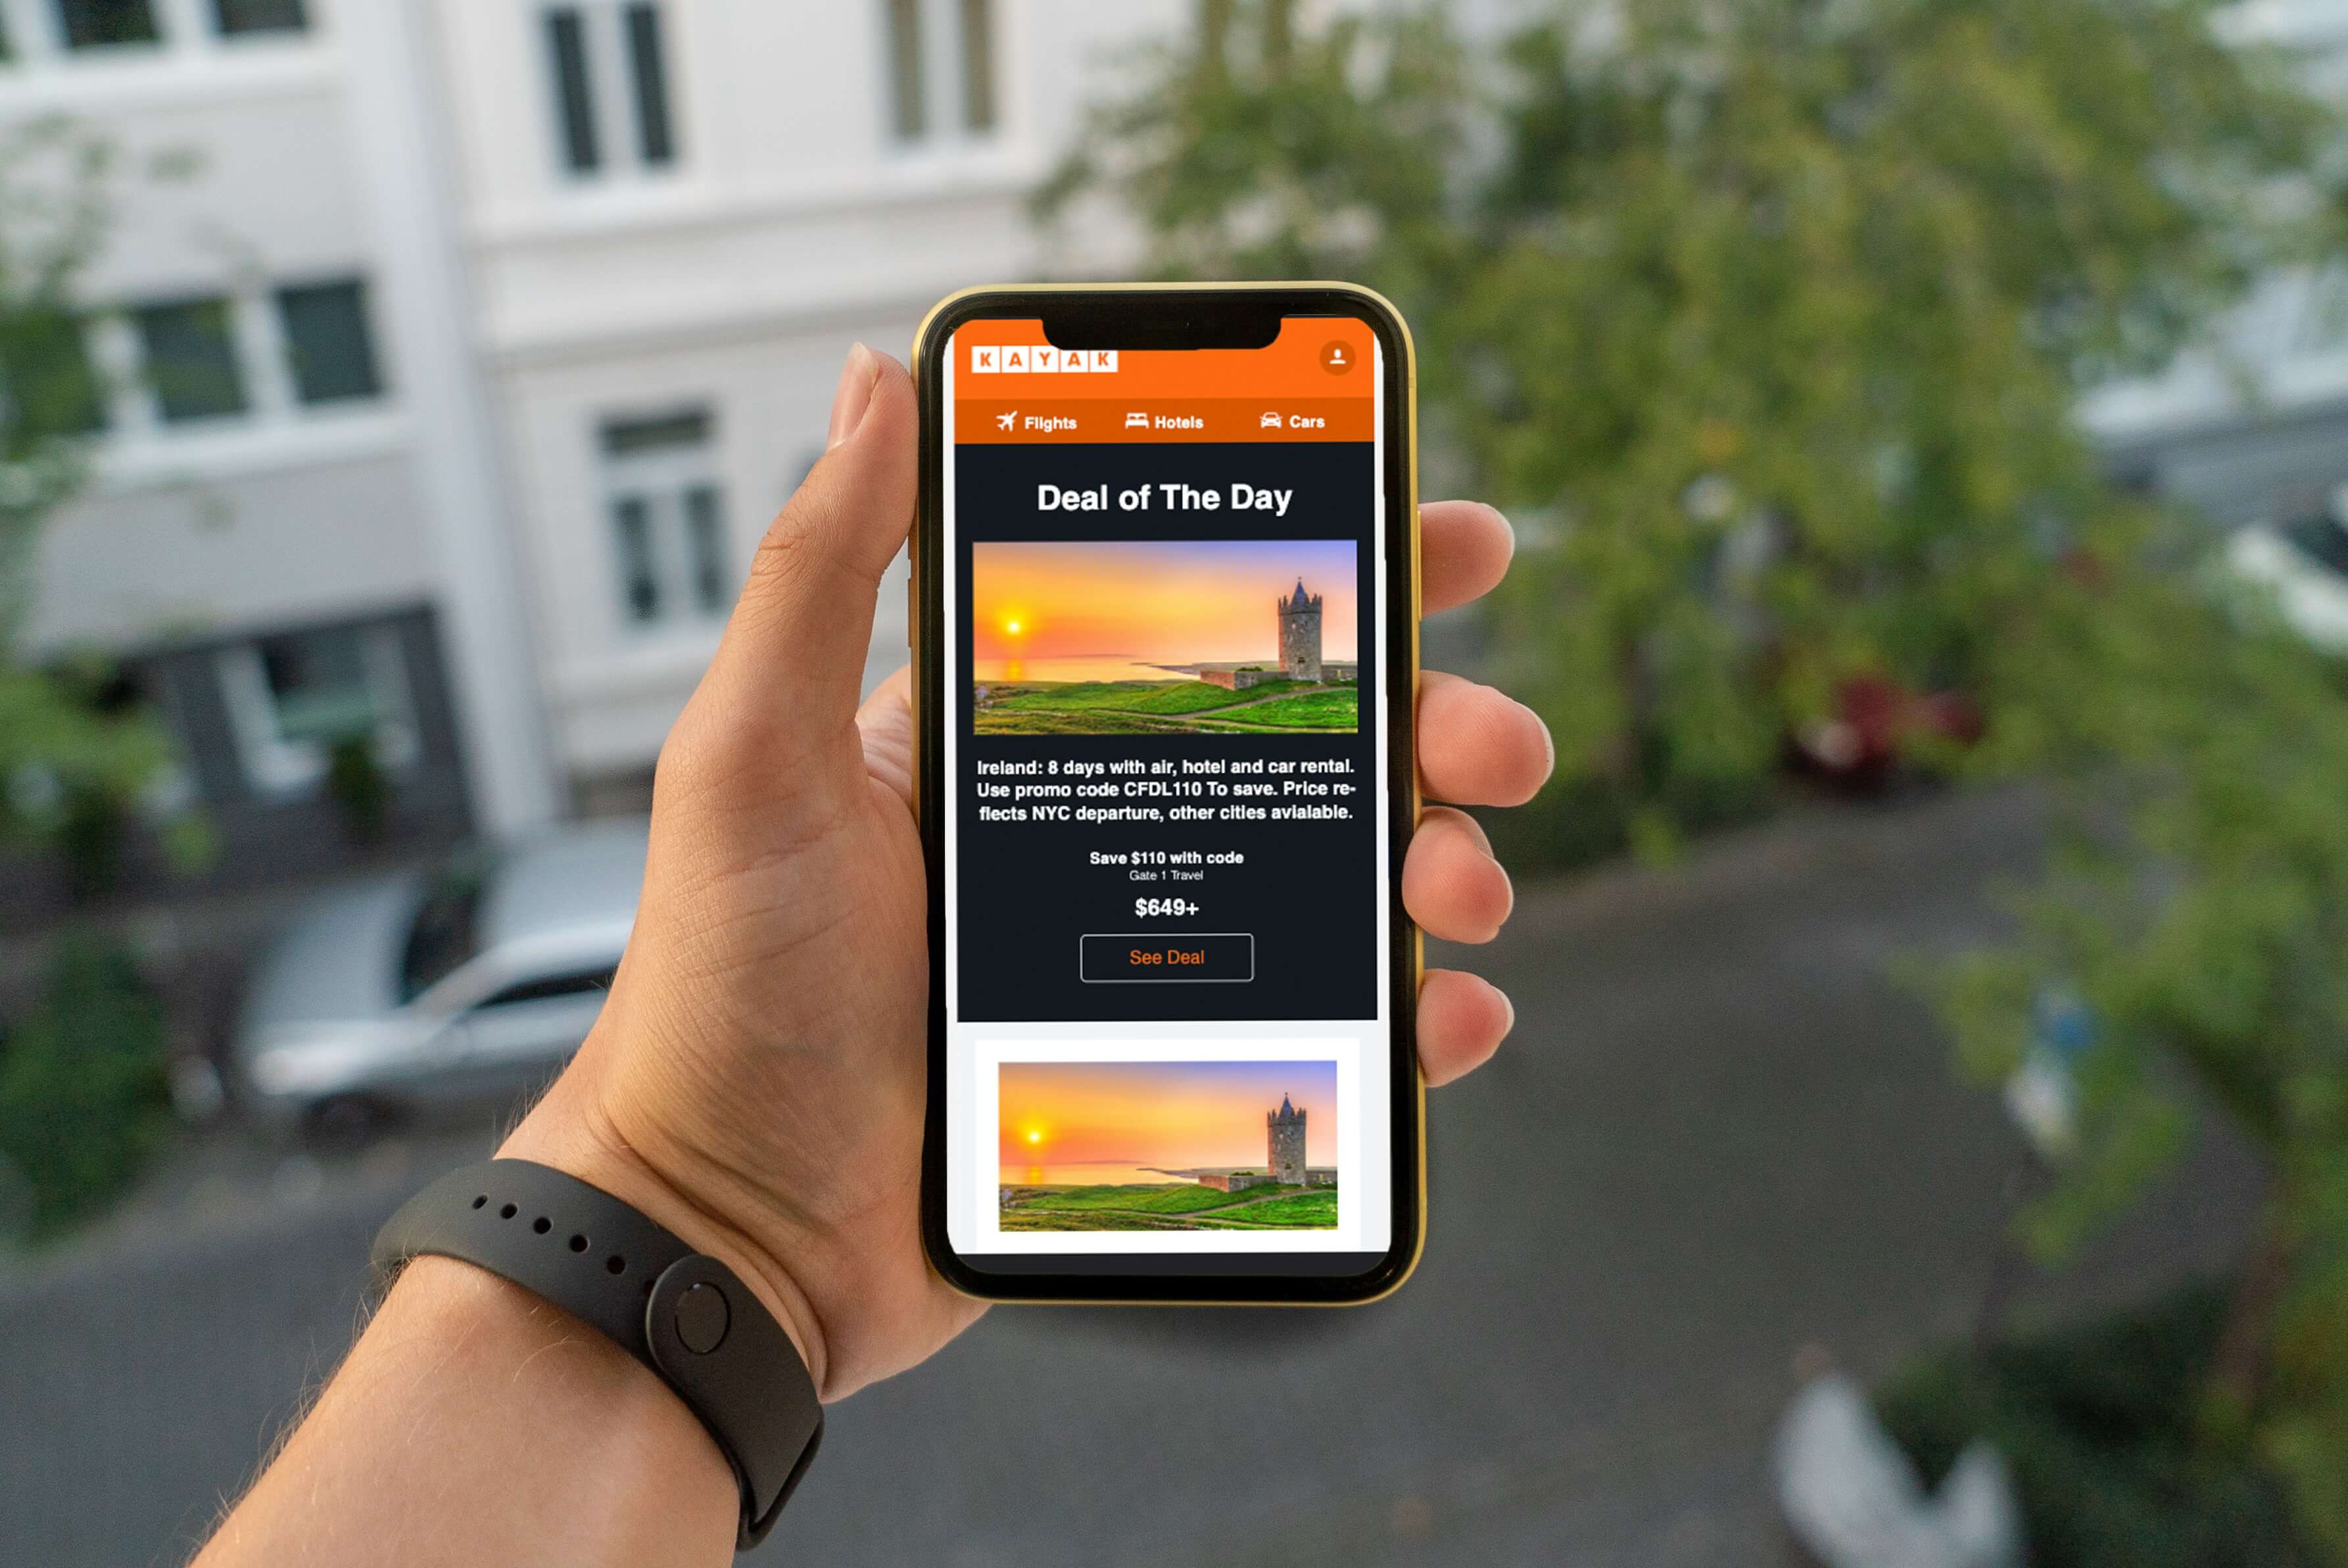 KAYAK
Flights Hotels Cars
Deal of The Day
Ireland: 8 days with air, hotel and car rental.
Use promo code CFDL110 To save. Price re-
flects NYC departure, other cities avialable.
Save $110 with code
Gate 1 Travel
$649+
See Deal